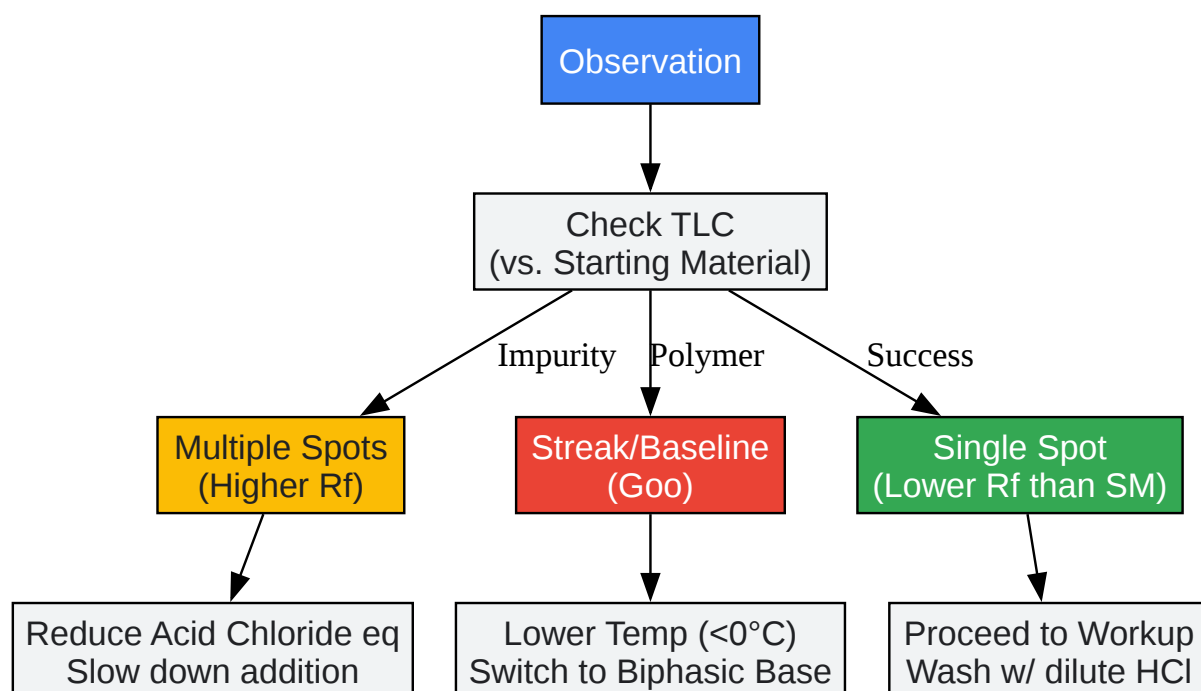 Observation
Check TLC
(vs. Starting Material)
Impurity
Polymer
Success
Multiple Spots
(Higher Rf)
Streak/Baseline
(Goo)
Single Spot
(Lower Rf than SM)
Reduce Acid Chloride eq
Slow down addition
Lower Temp (<0°C)
Switch to Biphasic Base
Proceed to Workup
Wash w/ dilute HCl